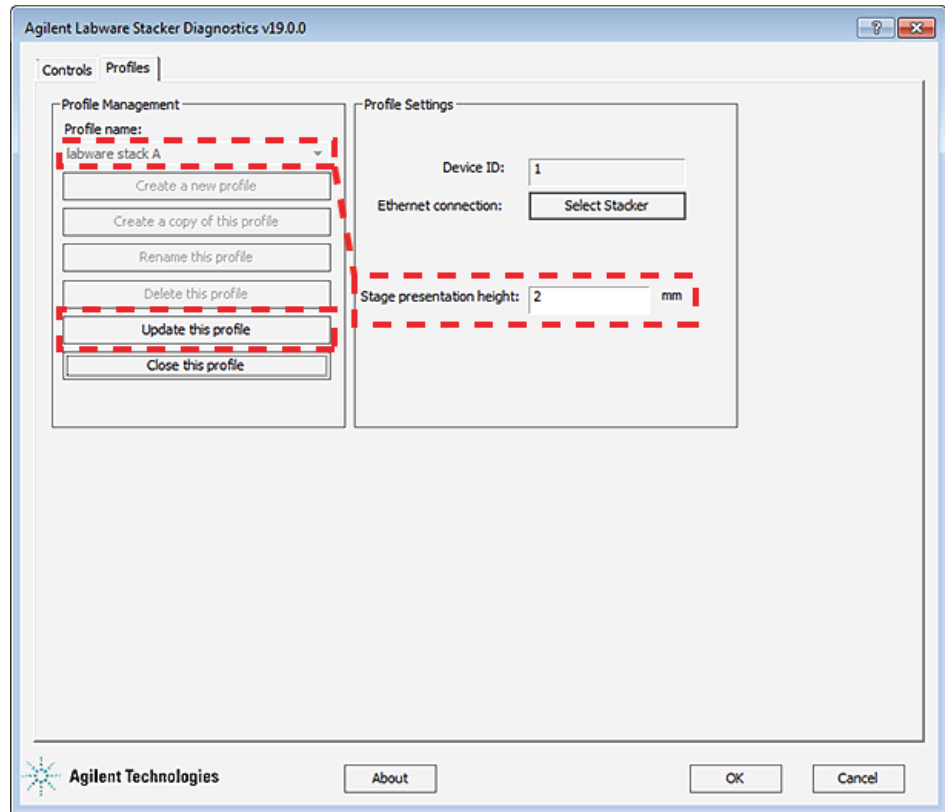 Agilent Labware Stacker Diagnostics v19.0.0
Controls
Profiles
Profile Management
Profile name:
labware stack A
Create a new profile
Create a copy of this profile
Rename this profile
Delete this profile
Update this profile
Close this profile
Profile Settings
Device ID: 1
Ethernet connection: Select Stacker
Stage presentation height: 2 mm
Agilent Technologies
About
OK
Cancel